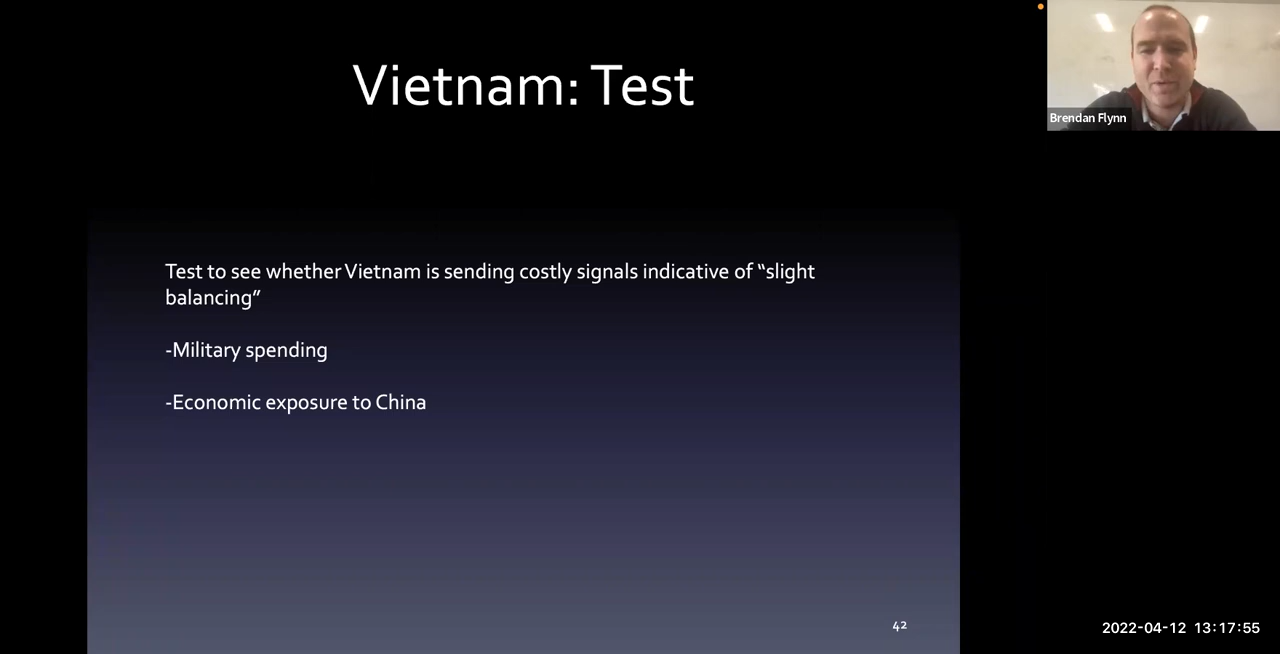 Vietnam: Test
Brendan Flynn
Test to see whether Vietnam is sending costly signals indicative of “slight
balancing”
-Military spending
-Economic exposure to China
42
2022-04-12 13:17:55